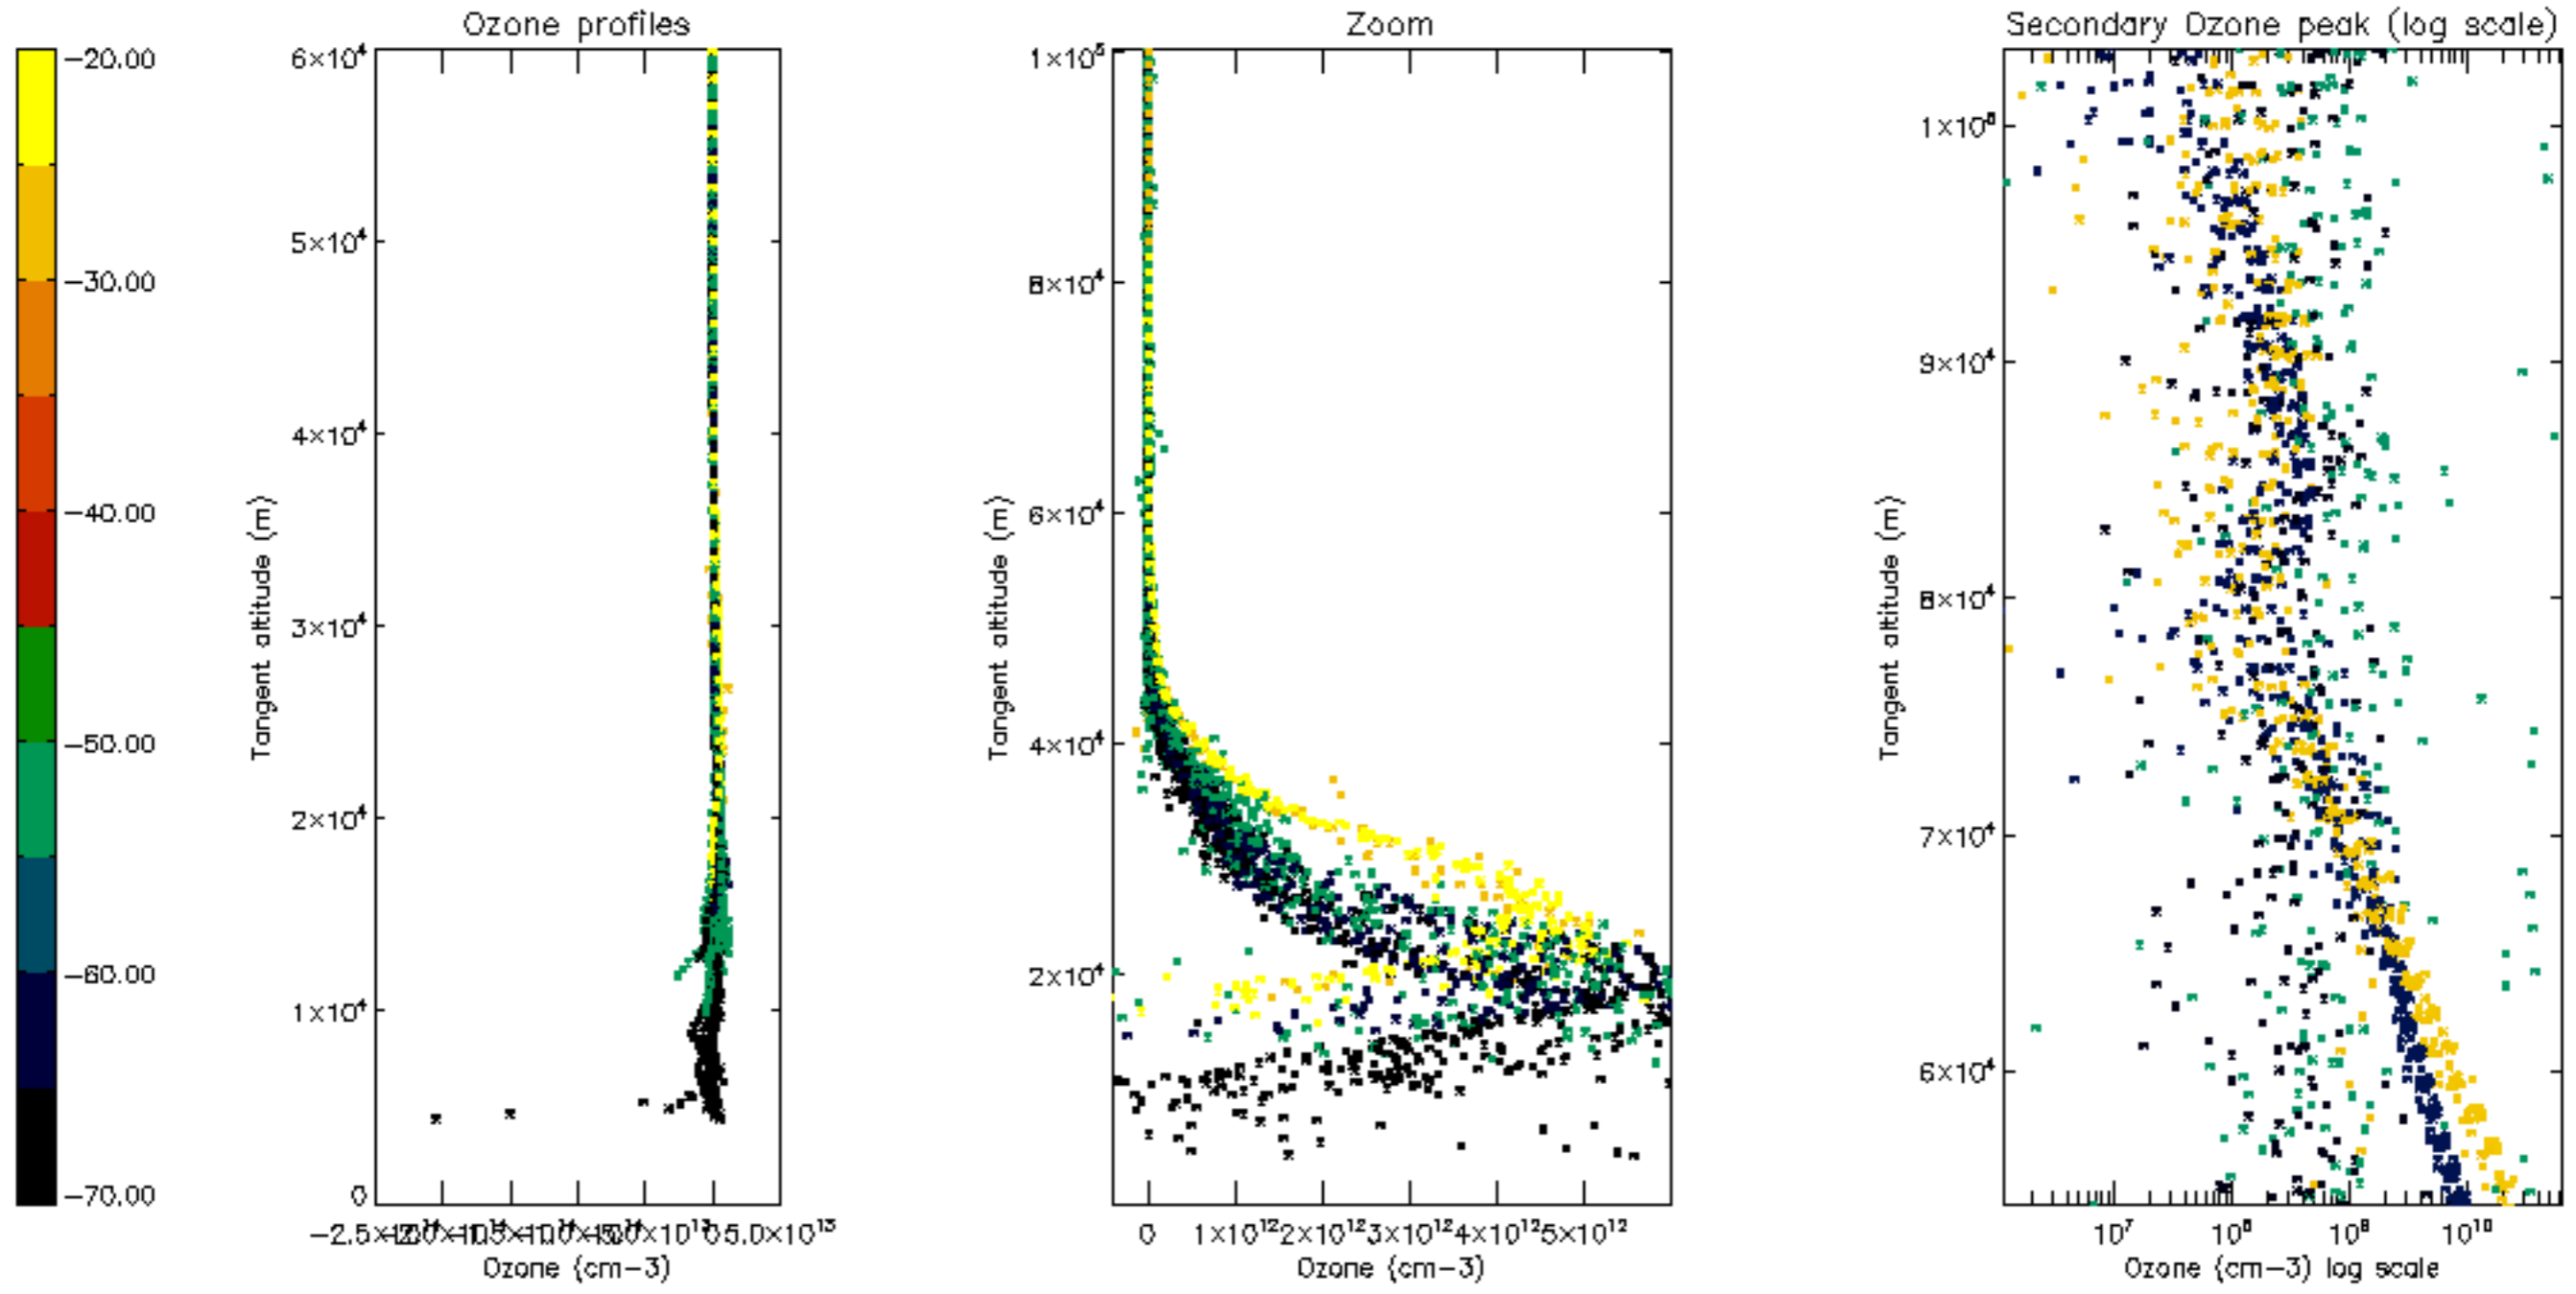 Ozone profiles
Zoom
Secondary Ozone peak (log scale)
−20.00
−30.00
−40.00
−50.00
−60.00
−70.00
6×10⁴
5×10⁴
4×10⁴
3×10⁴
2×10⁴
1×10⁴
0
Tangent altitude (m)
5.0×10¹³
Ozone (cm−3)
1×10⁵
8×10⁴
6×10⁴
4×10⁴
2×10⁴
Tangent altitude (m)
0 1×10¹² 2×10¹² 3×10¹² 4×10¹² 5×10¹²
Ozone (cm−3)
9×10⁴
8×10⁴
7×10⁴
6×10⁴
Tangent altitude (m)
10⁷ 10⁸ 10⁹ 10¹⁰
Ozone (cm−3) log scale